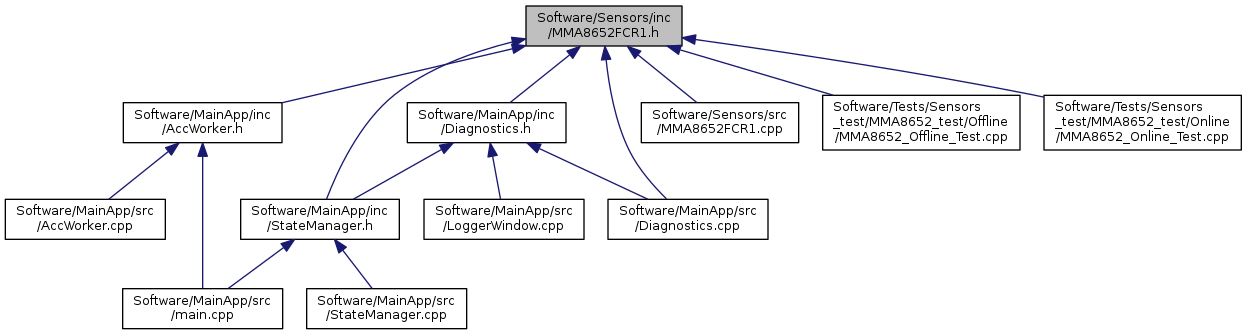 Software/Sensors/inc
/MMA8652FCR1.h
Software/MainApp/inc
/AccWorker.h
Software/MainApp/inc
/Diagnostics.h
Software/Sensors/src
/MMA8652FCR1.cpp
Software/Tests/Sensors
_test/MMA8652_test/Offline
/MMA8652_Offline_Test.cpp
Software/Tests/Sensors
_test/MMA8652_test/Online
/MMA8652_Online_Test.cpp
Software/MainApp/src
/AccWorker.cpp
Software/MainApp/inc
/StateManager.h
Software/MainApp/src
/LoggerWindow.cpp
Software/MainApp/src
/Diagnostics.cpp
Software/MainApp/src
/main.cpp
Software/MainApp/src
/StateManager.cpp